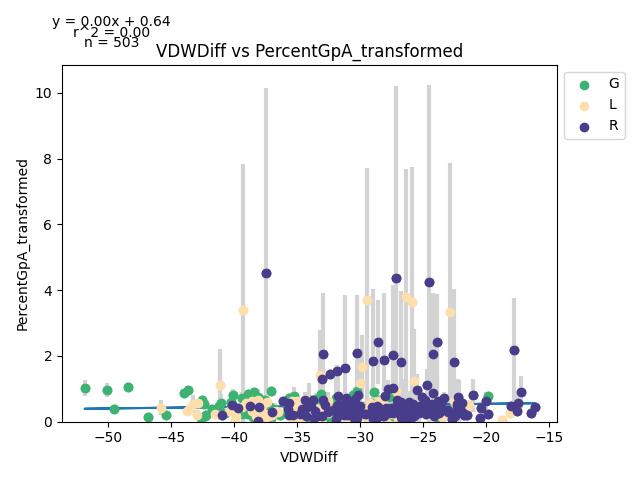 y = 0.00x + 0.64
r^2 = 0.00
n = 503
VDWDiff vs PercentGpA_transformed
G
L
R
PercentGpA_transformed
10
8
6
4
2
0
−50
−45
−40
−35
−30
−25
−20
−15
VDWDiff